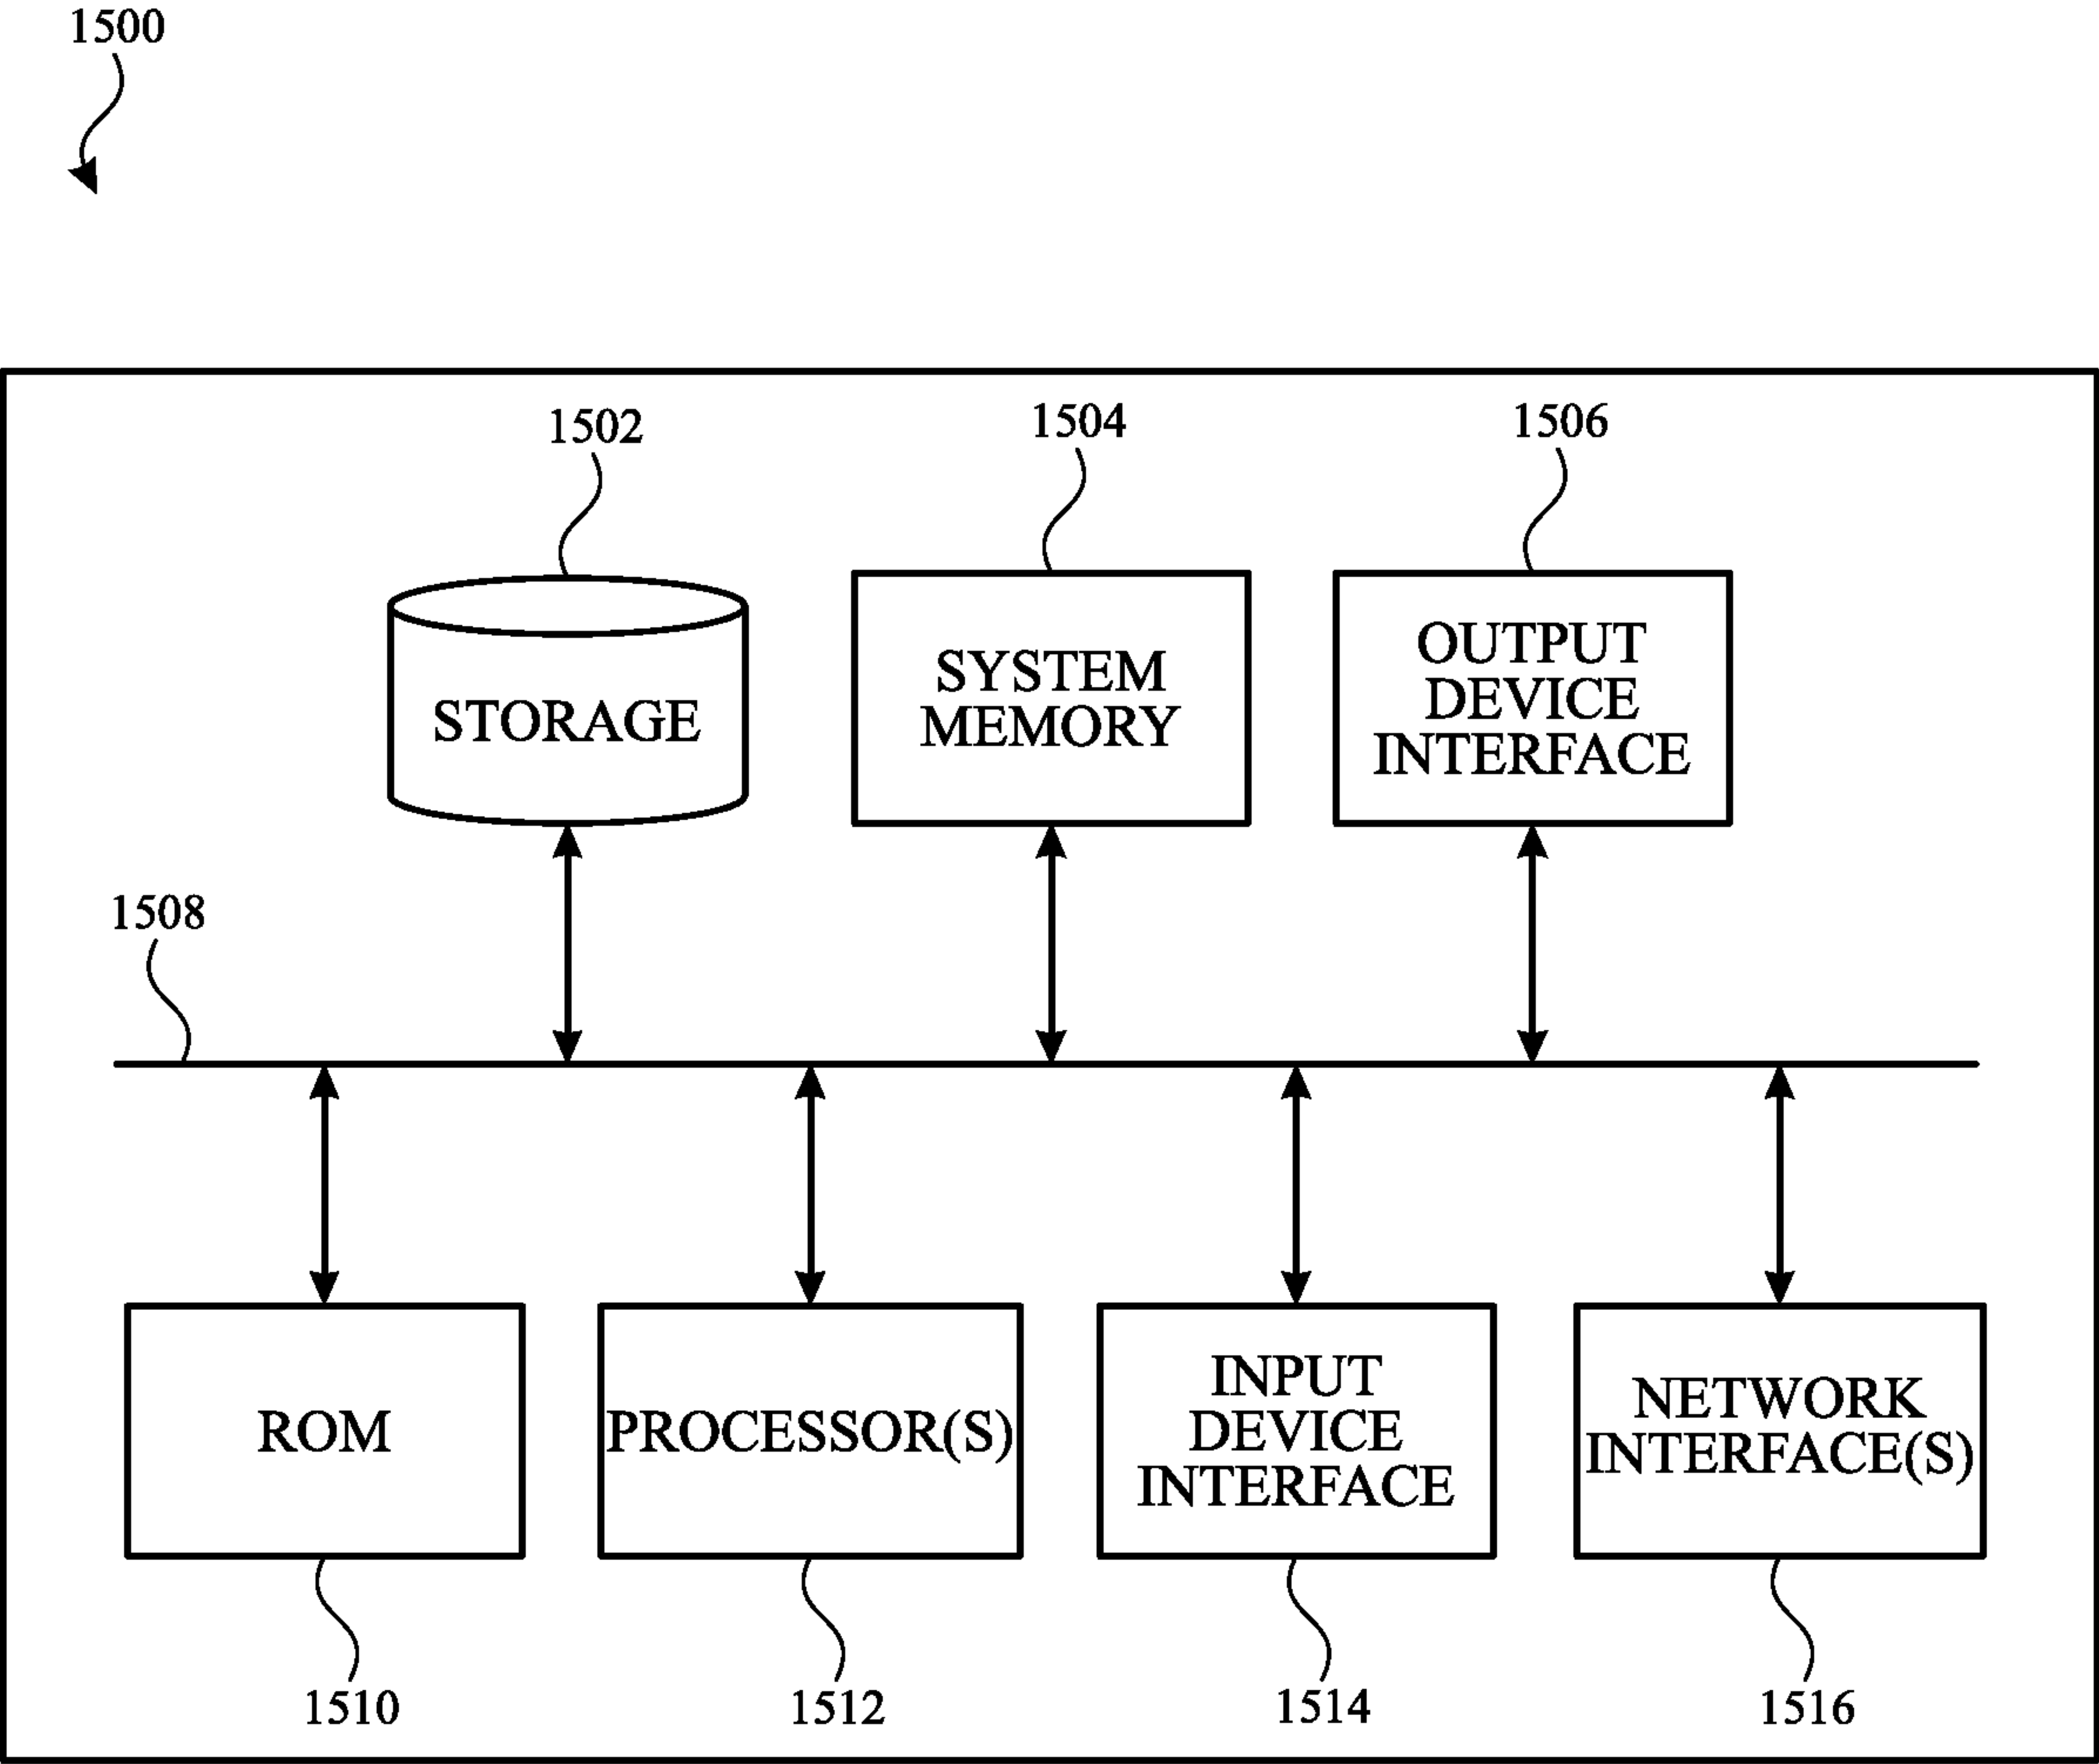 1500
1502
1504
1506
STORAGE
SYSTEM
MEMORY
OUTPUT
DEVICE
INTERFACE
1508
ROM
PROCESSOR(S)
INPUT
DEVICE
INTERFACE
NETWORK
INTERFACE(S)
1510
1512
1514
1516